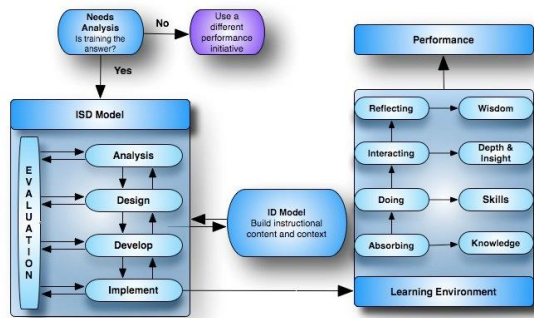 Needs
Analysis
Is training the
answer?
No
Use a
different
performance
initiative
Yes
ISD Model
EVALUATION
Analysis
Design
Develop
Implement
ID Model
Build instructional
content and context
Performance
Reflecting
Wisdom
Interacting
Depth &
Insight
Doing
Skills
Absorbing
Knowledge
Learning Environment